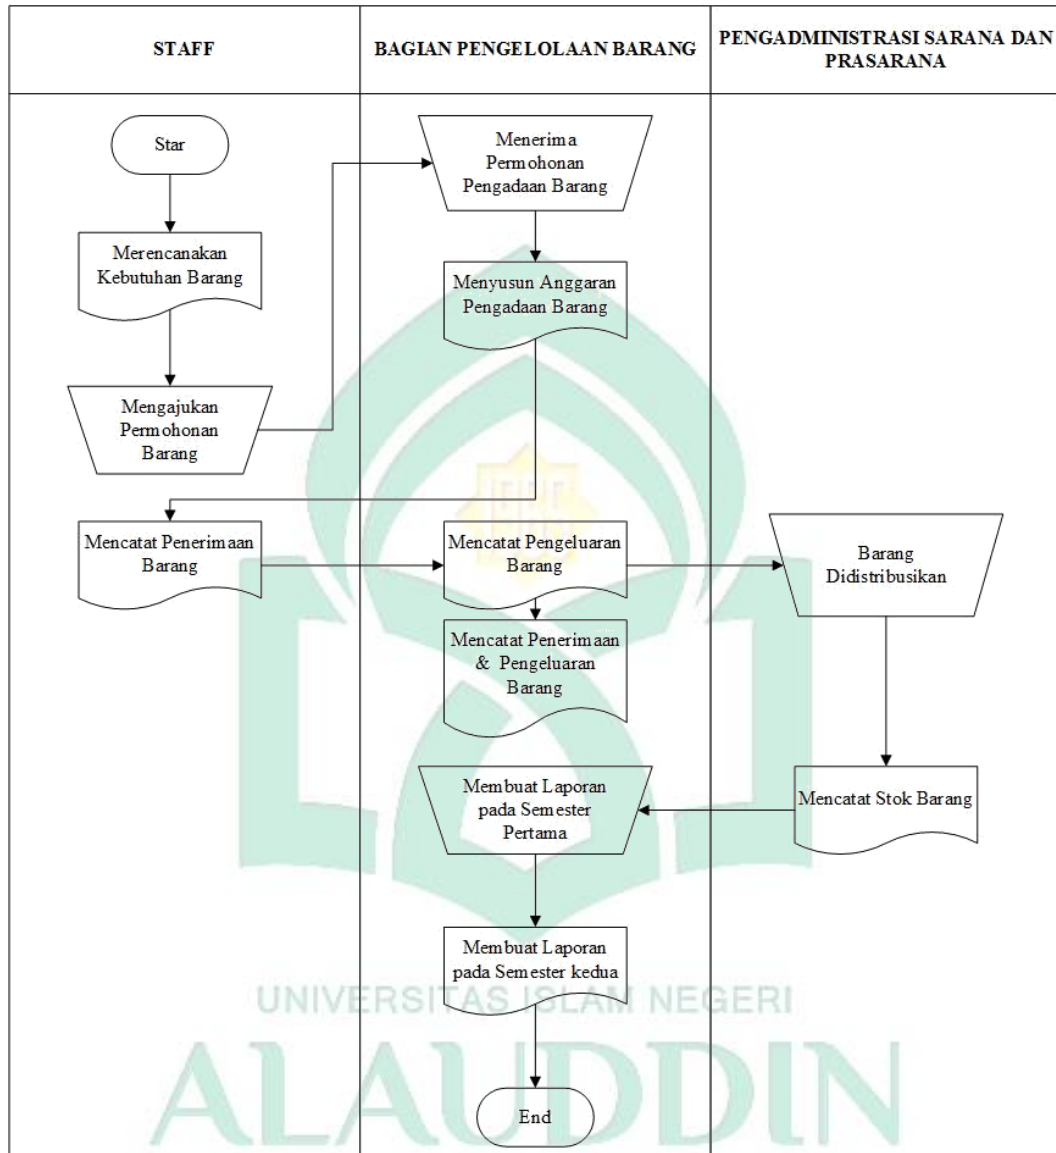 STAFF
BAGIAN PENGELOLAAN BARANG
PENGADMINISTRASI SARANA DAN
PRASARANA
Star
Menerima
Permohonan
Pengadaan Barang
Merencanakan
Kebutuhan Barang
Menyusun Anggaran
Pengadaan Barang
Mengajukan
Permohonan
Barang
Mencatat Penerimaan
Barang
Mencatat Pengeluaran
Barang
Barang
Didistribusikan
Mencatat Penerimaan
& Pengeluaran
Barang
Membuat Laporan
pada Semester
Pertama
Mencatat Stok Barang
Membuat Laporan
pada Semester kedua
UNIVERSITAS ISLAM NEGERI
ALAUDDIN
End